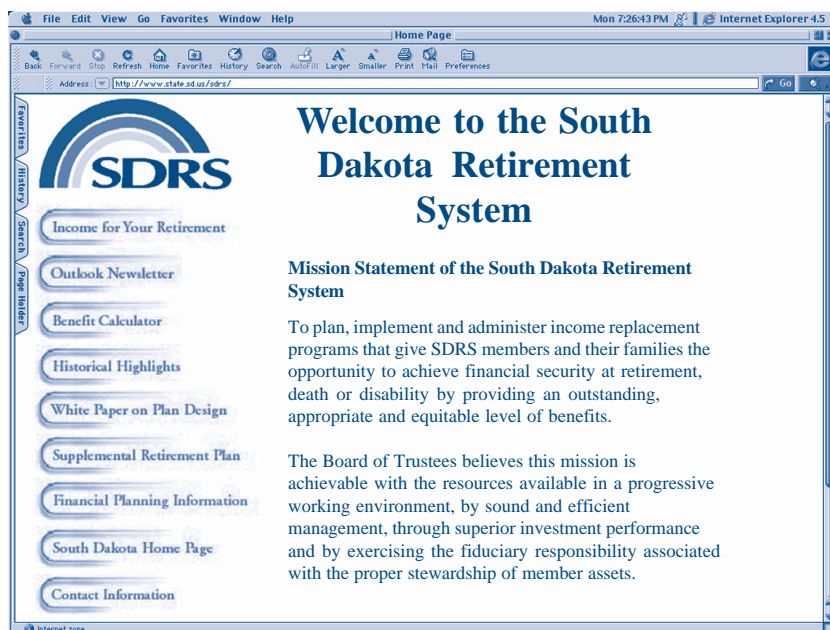 File Edit View Go Favorites Window Help Mon 7:26:43 PM Internet Explorer 4.5
Home Page
Back Forward Stop Refresh Home Favorites History Search AutoFill Larger Smaller Print Mail Preferences
Address: http://www.state.sd.us/sdrs/ Go
Favorites
History
Search
Page Holder
SDRS
Income for Your Retirement
Outlook Newsletter
Benefit Calculator
Historical Highlights
White Paper on Plan Design
Supplemental Retirement Plan
Financial Planning Information
South Dakota Home Page
Contact Information
Welcome to the South
Dakota Retirement
System
Mission Statement of the South Dakota Retirement
System
To plan, implement and administer income replacement
programs that give SDRS members and their families the
opportunity to achieve financial security at retirement,
death or disability by providing an outstanding,
appropriate and equitable level of benefits.
The Board of Trustees believes this mission is
achievable with the resources available in a progressive
working environment, by sound and efficient
management, through superior investment performance
and by exercising the fiduciary responsibility associated
with the proper stewardship of member assets.
Internet zone